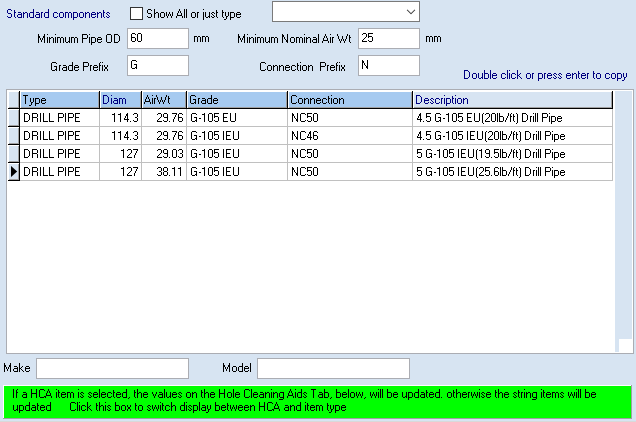 Standard components Show All or just type
Minimum Pipe OD 60 mm Minimum Nominal Air Wt 25 mm
Grade Prefix G Connection Prefix N
Double click or press enter to copy
Type Diam AirWt Grade Connection Description
DRILL PIPE 114.3 29.76 G-105 EU NC50 4.5 G-105 EU(20lb/ft) Drill Pipe
DRILL PIPE 114.3 29.76 G-105 IEU NC46 4.5 G-105 IEU(20lb/ft) Drill Pipe
DRILL PIPE 127 29.03 G-105 IEU NC50 5 G-105 IEU(19.5lb/ft) Drill Pipe
DRILL PIPE 127 38.11 G-105 IEU NC50 5 G-105 IEU(25.6lb/ft) Drill Pipe
Make Model
If a HCA item is selected, the values on the Hole Cleaning Aids Tab, below, will be updated. otherwise the string items will be
updated Click this box to switch display between HCA and item type